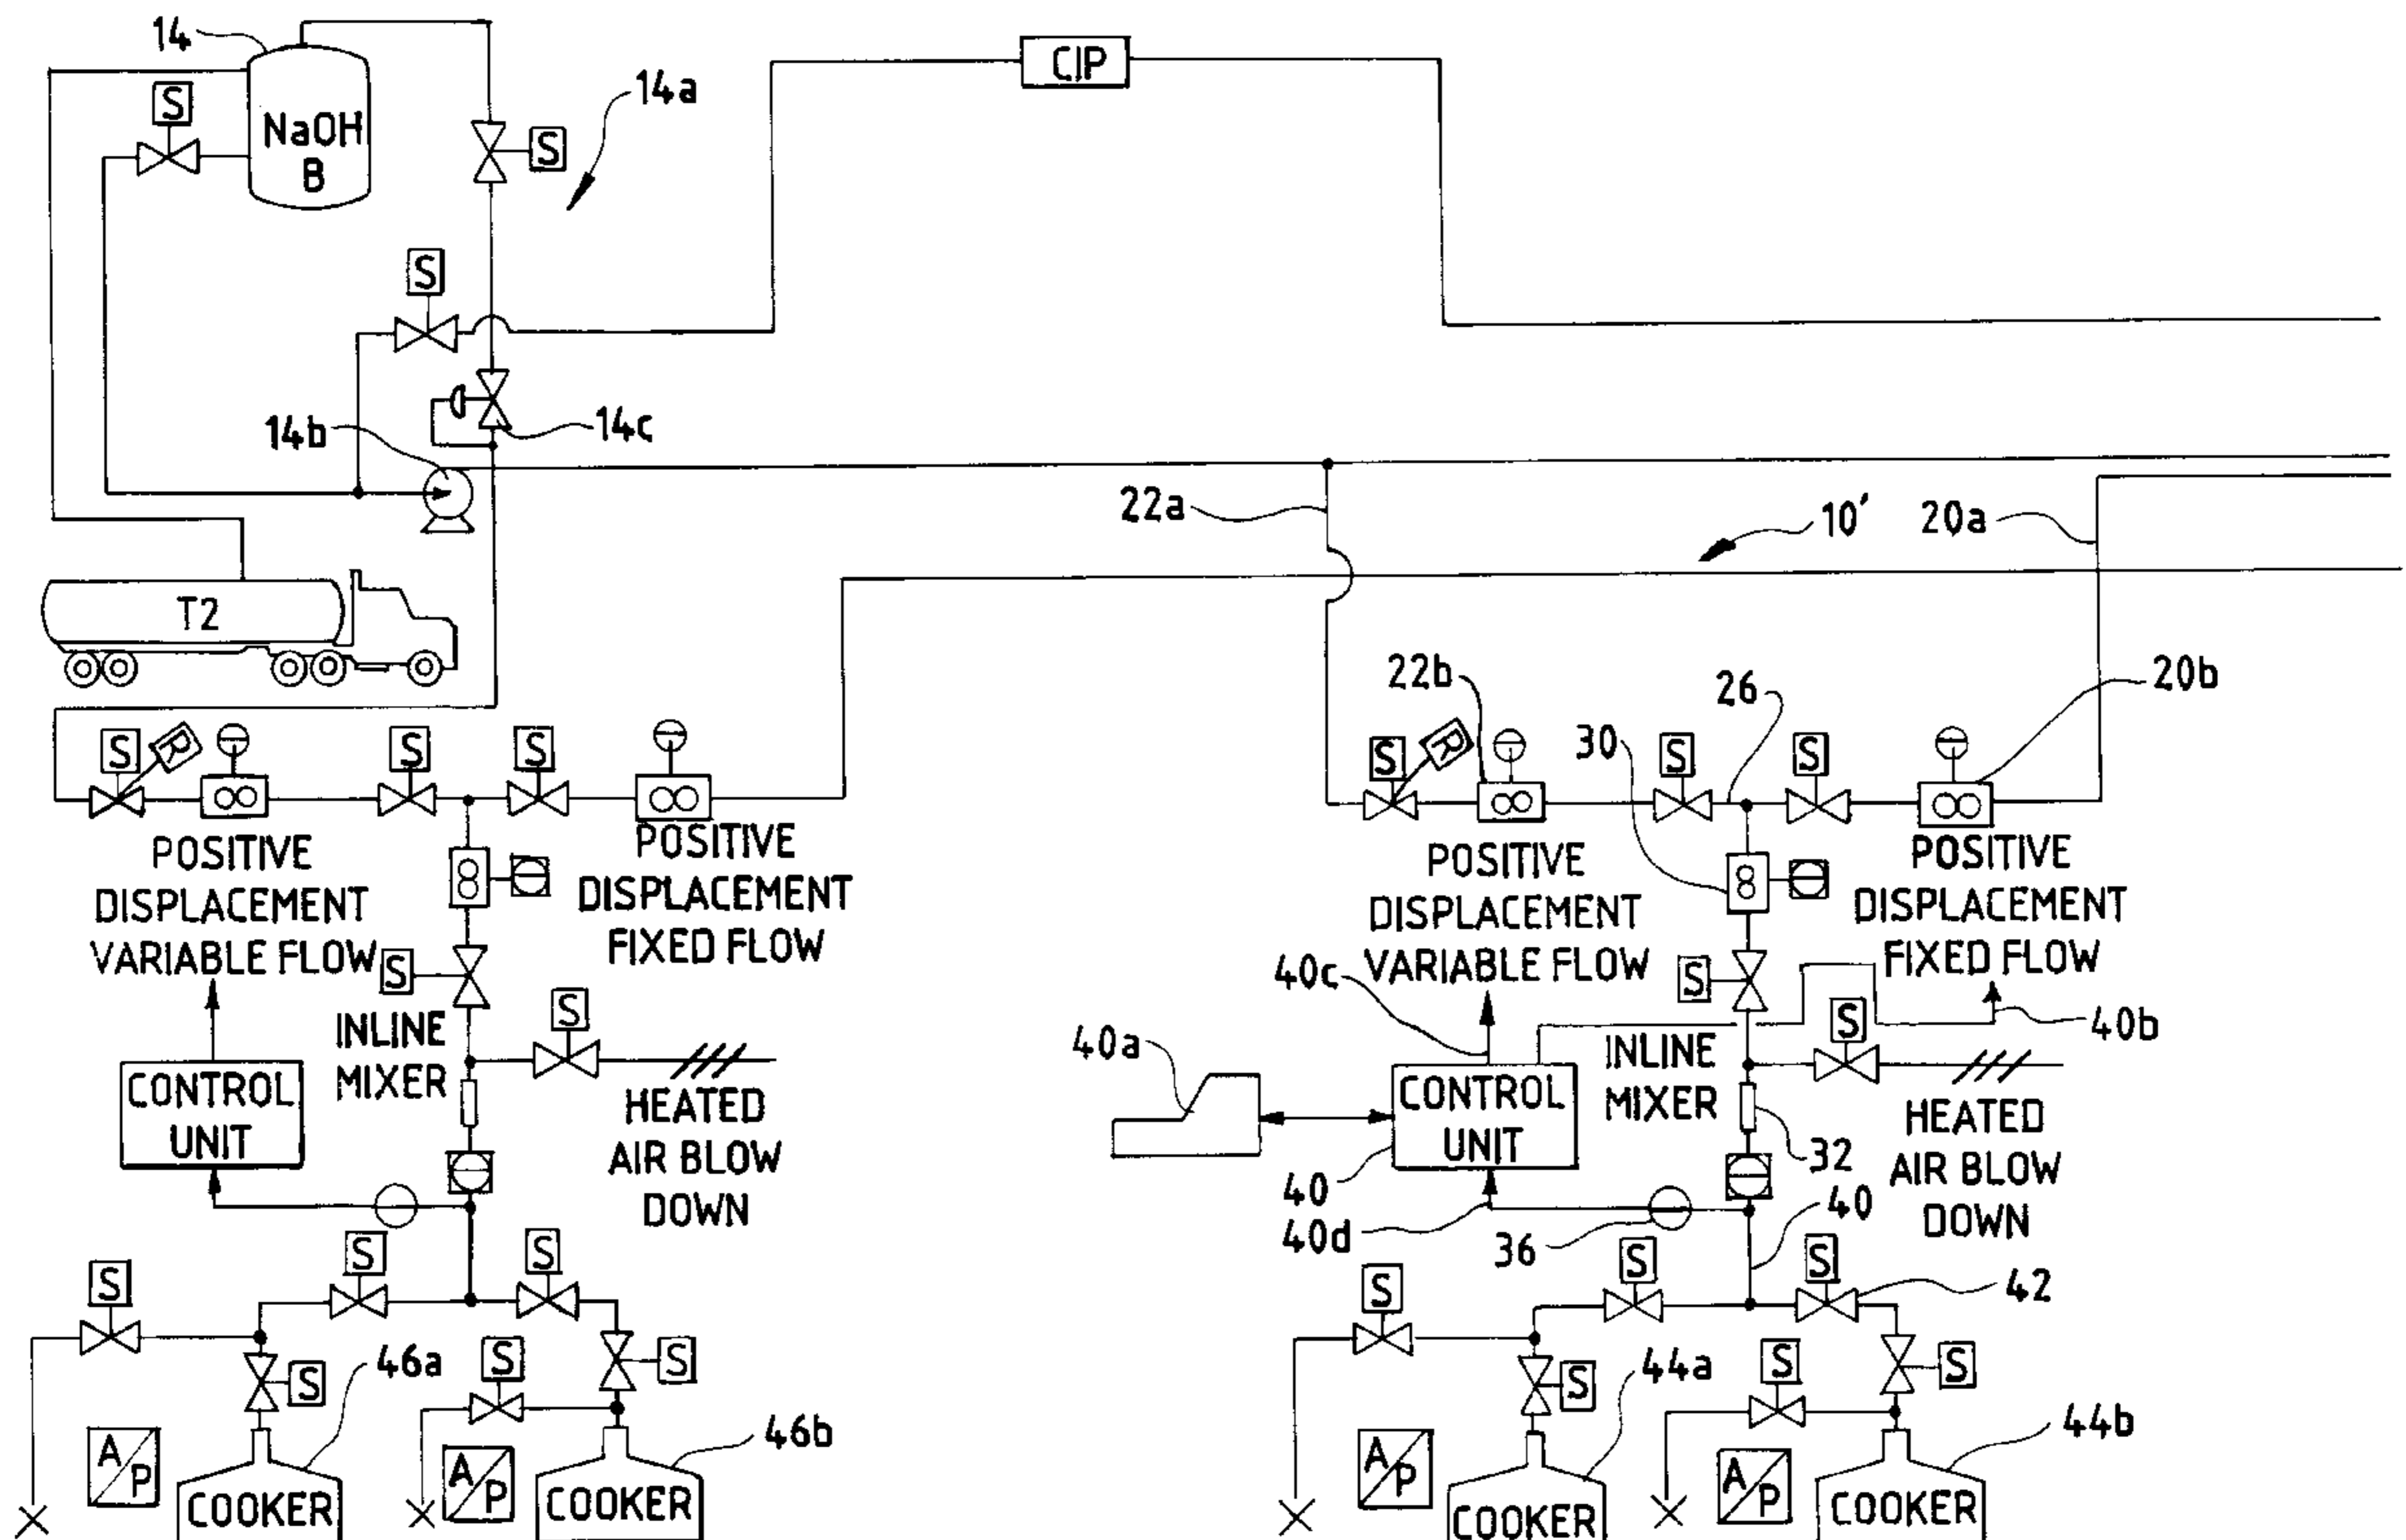 14
CIP
S
14a
NaOH
B
S
S
14b
14c
22a
10'
20a
T2
22b
26
20b
S
R
S
S
S
R
30
S
S
POSITIVE
DISPLACEMENT
VARIABLE FLOW
POSITIVE
DISPLACEMENT
FIXED FLOW
POSITIVE
DISPLACEMENT
VARIABLE FLOW
POSITIVE
DISPLACEMENT
FIXED FLOW
S
S
40c
S
S
40b
INLINE
MIXER
40a
INLINE
MIXER
CONTROL
UNIT
HEATED
AIR BLOW
DOWN
CONTROL
UNIT
HEATED
AIR BLOW
DOWN
32
40
40
40d
36
S
S
S
S
S
S
42
S
S
46a
S
S
44a
S
S
46b
44b
A/P
A/P
A/P
A/P
COOKER
COOKER
COOKER
COOKER